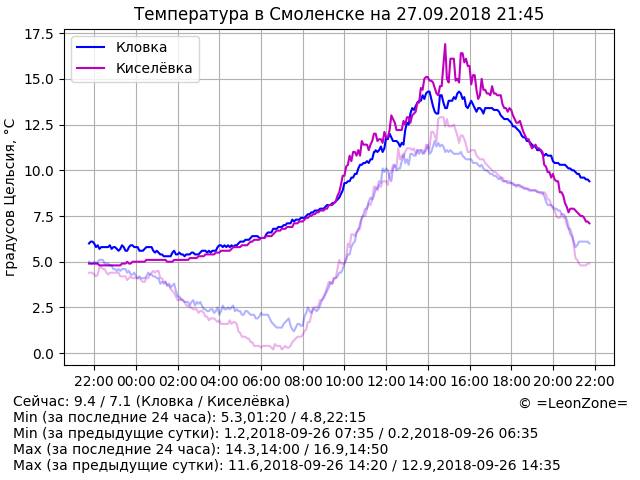 Температура в Смоленске на 27.09.2018 21:45
Кловка
Киселёвка
градусов Цельсия, °C
17.5
15.0
12.5
10.0
7.5
5.0
2.5
0.0
22:00 00:00 02:00 04:00 06:00 08:00 10:00 12:00 14:00 16:00 18:00 20:00 22:00
Сейчас: 9.4 / 7.1 (Кловка / Киселёвка)
© =LeonZone=
Min (за последние 24 часа): 5.3,01:20 / 4.8,22:15
Min (за предыдущие сутки): 1.2,2018-09-26 07:35 / 0.2,2018-09-26 06:35
Max (за последние 24 часа): 14.3,14:00 / 16.9,14:50
Max (за предыдущие сутки): 11.6,2018-09-26 14:20 / 12.9,2018-09-26 14:35